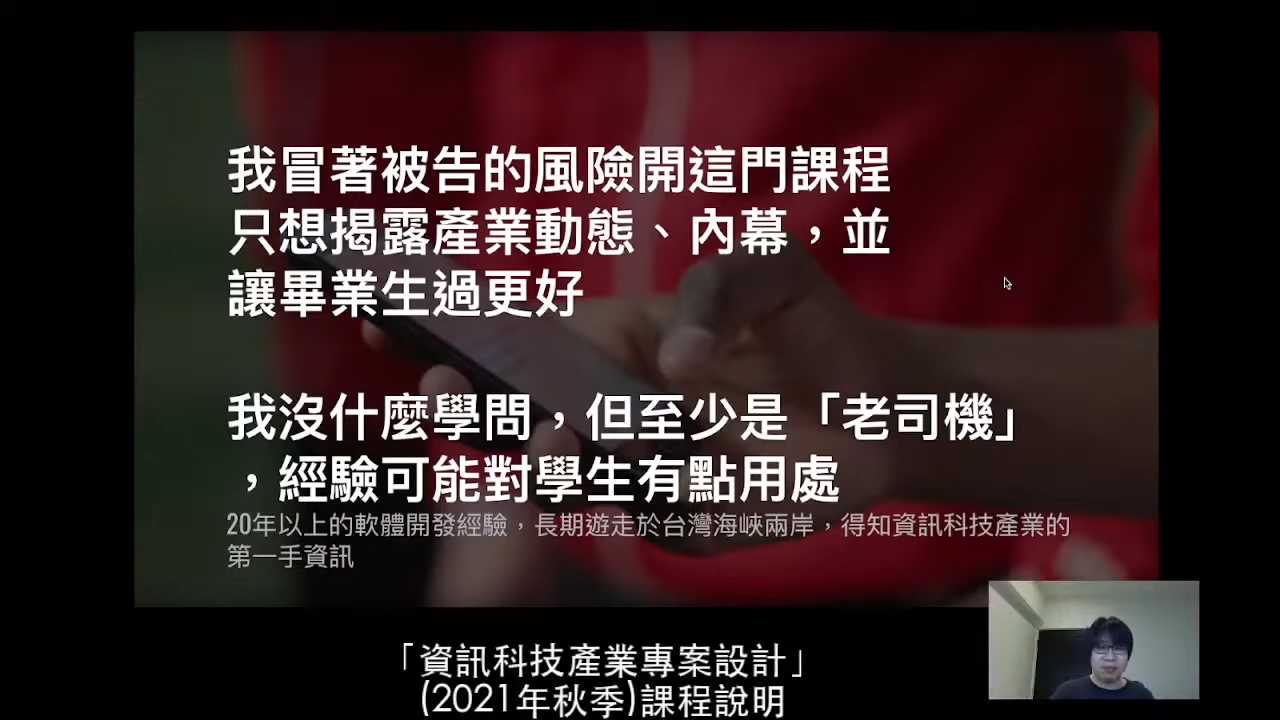 我冒著被告的風險開這門課程
只想揭露產業動態、內幕，並
讓畢業生過更好
我沒什麼學問，但至少是「老司機」
，經驗可能對學生有點用處
20年以上的軟體開發經驗，長期遊走於台灣海峽兩岸，得知資訊科技產業的
第一手資訊
「資訊科技產業專案設計」
(2021年秋季)課程說明